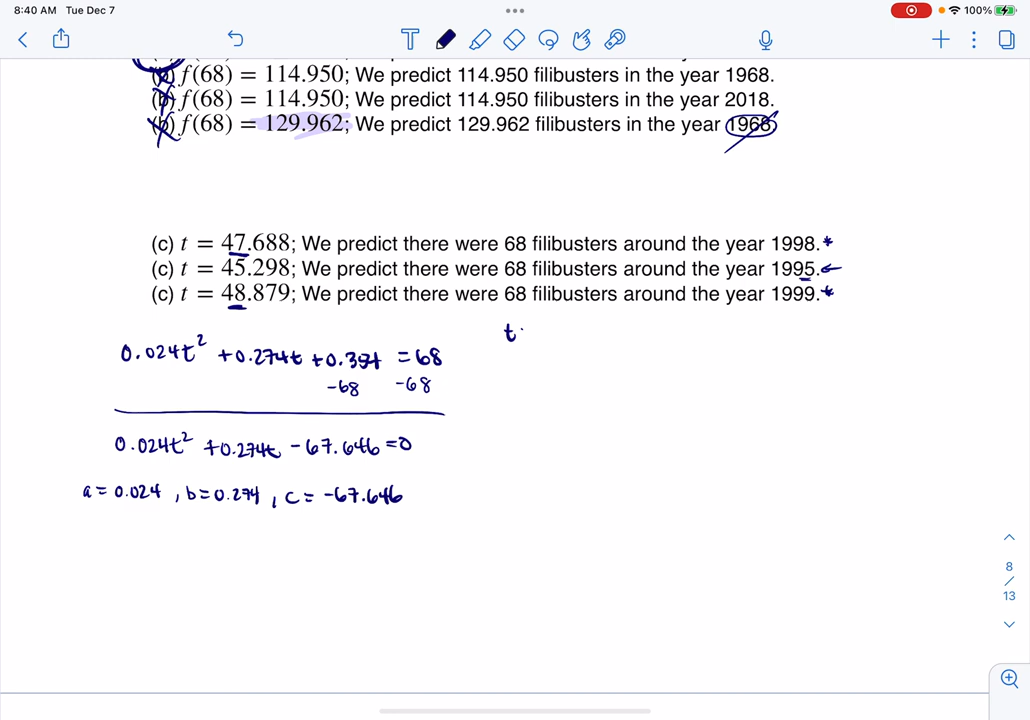 8:40 AM Tue Dec 7
100%
(b) f(68) = 114.950; We predict 114.950 filibusters in the year 1968.
(b) f(68) = 114.950; We predict 114.950 filibusters in the year 2018.
(b) f(68) = 129.962; We predict 129.962 filibusters in the year 1968.
(c) t = 47.688; We predict there were 68 filibusters around the year 1998.*
(c) t = 45.298; We predict there were 68 filibusters around the year 1995.←
(c) t = 48.879; We predict there were 68 filibusters around the year 1999.*
t
0.024t² +0.274t +0.354 = 68
-68 -68
0.024t² +0.274t -67.646 = 0
a = 0.024, b = 0.274, c = -67.646
8
/
13